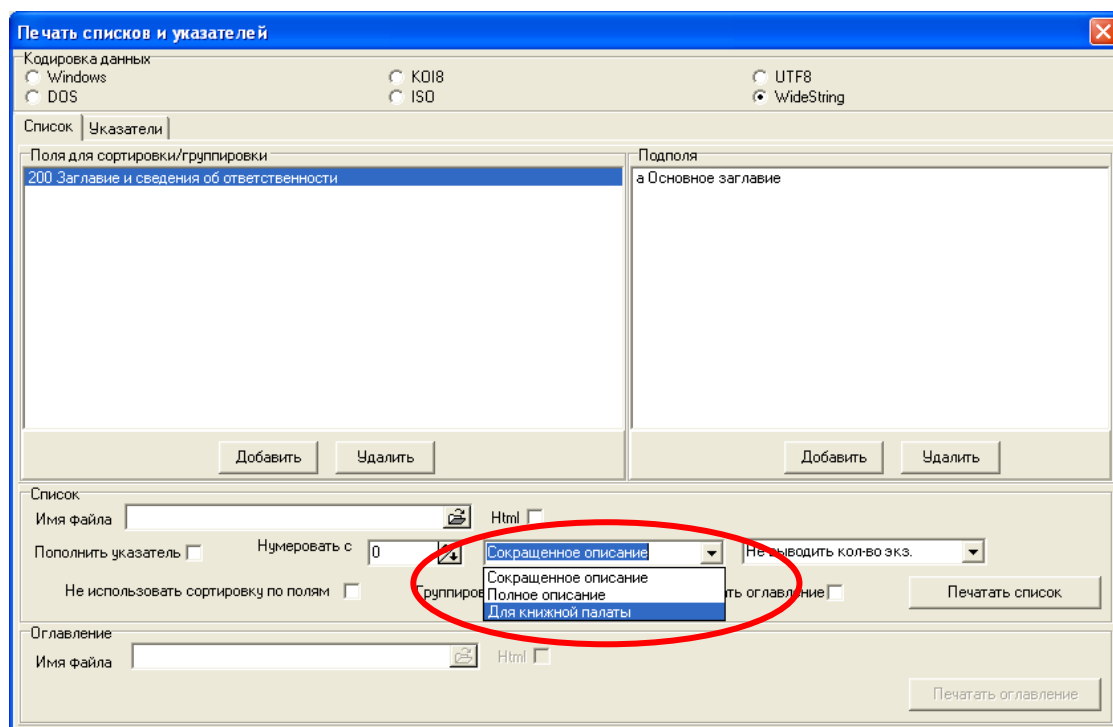 Печать списков и указателей
Кодировка данных
Windows KOI8 UTF8
DOS ISO WideString
Список Указатели
Поля для сортировки/группировки Подполя
200 Заглавие и сведения об ответственности а Основное заглавие
Добавить Удалить Добавить Удалить
Список
Имя файла Html
Пополнить указатель Нумеровать с 0 Сокращенное описание Не выводить кол-во экз.
Сокращенное описание
Полное описание
Для книжной палаты
Не использовать сортировку по полям оглавление Печатать список
Оглавление
Имя файла Html
Печатать оглавление